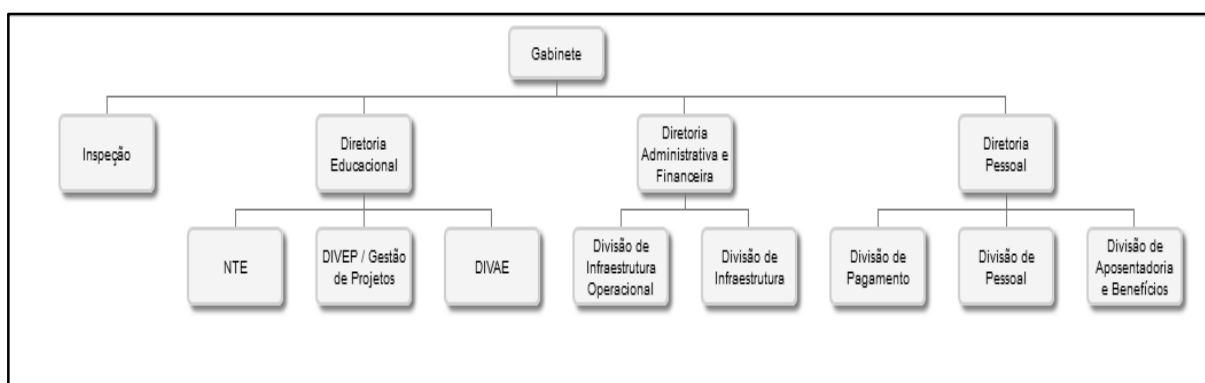 Gabinete
Inspeção
Diretoria
Educacional
Diretoria
Administrativa e
Financeira
Diretoria
Pessoal
NTE
DIVEP / Gestão
de Projetos
DIVAE
Divisão de
Infraestrutura
Operacional
Divisão de
Infraestrutura
Divisão de
Pagamento
Divisão de
Pessoal
Divisão de
Aposentadoria
e Benefícios